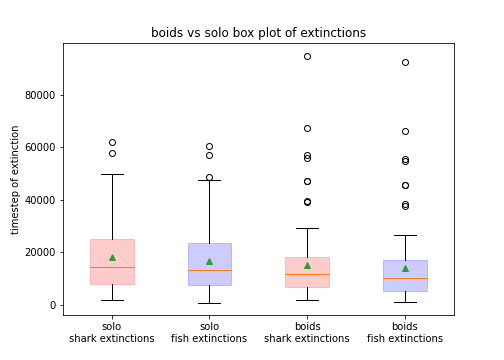 boids vs solo box plot of extinctions
timestep of extinction
80000
60000
40000
20000
0
solo
shark extinctions
solo
fish extinctions
boids
shark extinctions
boids
fish extinctions